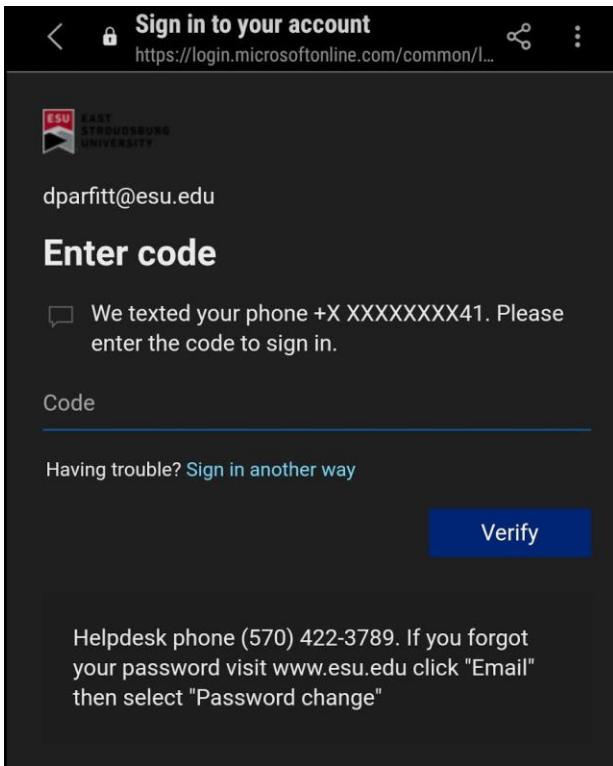 Sign in to your account
https://login.microsoftonline.com/common/l...
ESU EAST
STROUDSBURG
UNIVERSITY
dparfitt@esu.edu
Enter code
We texted your phone +X XXXXXXXX41. Please
enter the code to sign in.
Code
Having trouble? Sign in another way
Verify
Helpdesk phone (570) 422-3789. If you forgot
your password visit www.esu.edu click "Email"
then select "Password change"